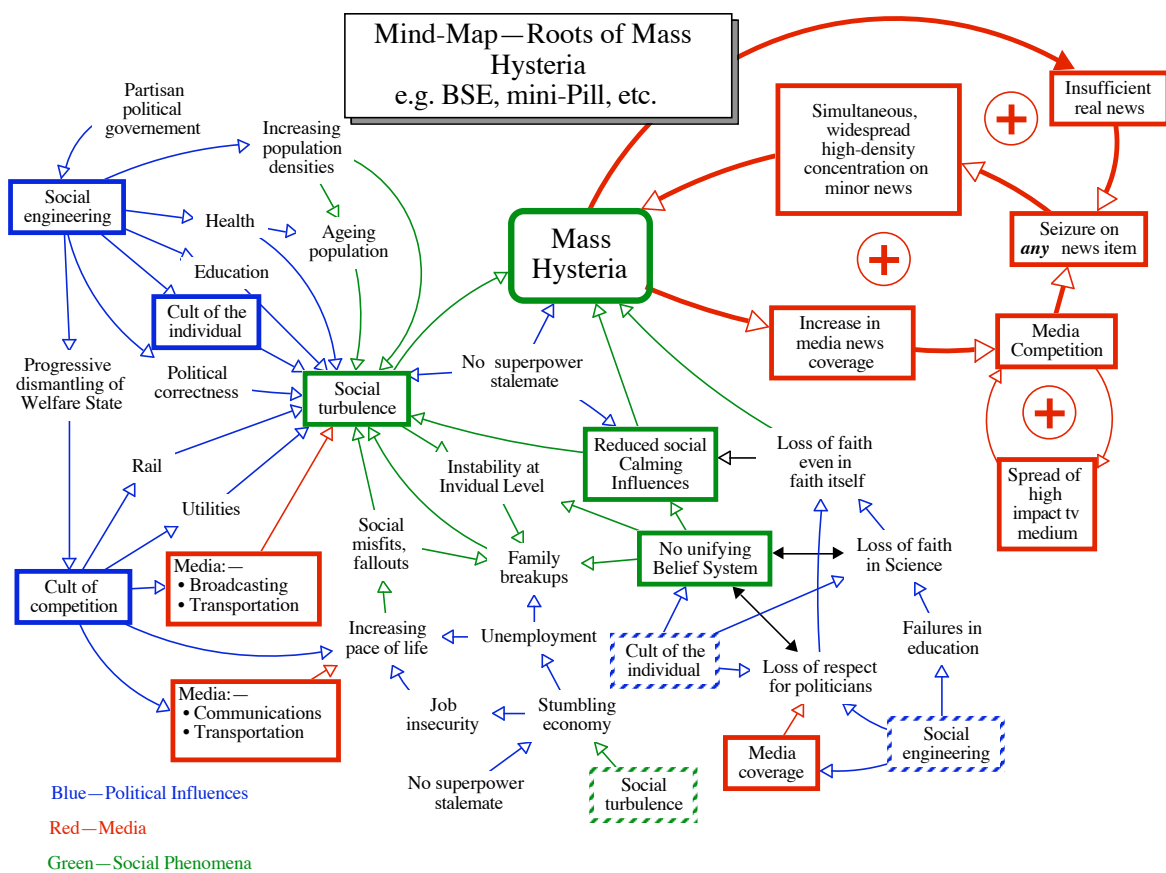 Mind-Map—Roots of Mass
Hysteria
e.g. BSE, mini-Pill, etc.
Partisan
political
governement
Increasing
population
densities
Simultaneous,
widespread
high-density
concentration on
minor news
Insufficient
real news
Social
engineering
Health
Ageing
population
Mass
Hysteria
Seizure on
any news item
Education
Cult of the
individual
Increase in
media news
coverage
Media
Competition
Progressive
dismantling of
Welfare State
Political
correctness
Social
turbulence
No superpower
stalemate
Rail
Utilities
Instability at
Invidual Level
Reduced social
Calming
Influences
Loss of faith
even in
faith itself
Spread of
high
impact tv
medium
Social
misfits,
fallouts
Family
breakups
No unifying
Belief System
Loss of faith
in Science
Cult of
competition
Media:—
• Broadcasting
• Transportation
Increasing
pace of life
Unemployment
Cult of the
individual
Loss of respect
for politicians
Failures in
education
Media:—
• Communications
• Transportation
Job
insecurity
Stumbling
economy
Media
coverage
Social
engineering
No superpower
stalemate
Social
turbulence
Blue—Political Influences
Red—Media
Green—Social Phenomena